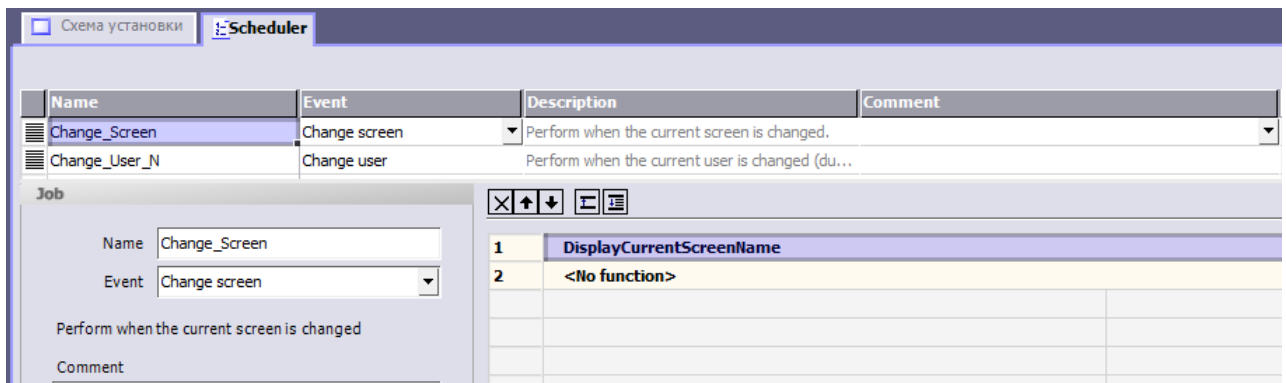 Схема установки Scheduler
Name Event Description Comment
Change_Screen Change screen Perform when the current screen is changed.
Change_User_N Change user Perform when the current user is changed (du...
Job
Name Change_Screen
Event Change screen
Perform when the current screen is changed
Comment
1 DisplayCurrentScreenName
2 <No function>